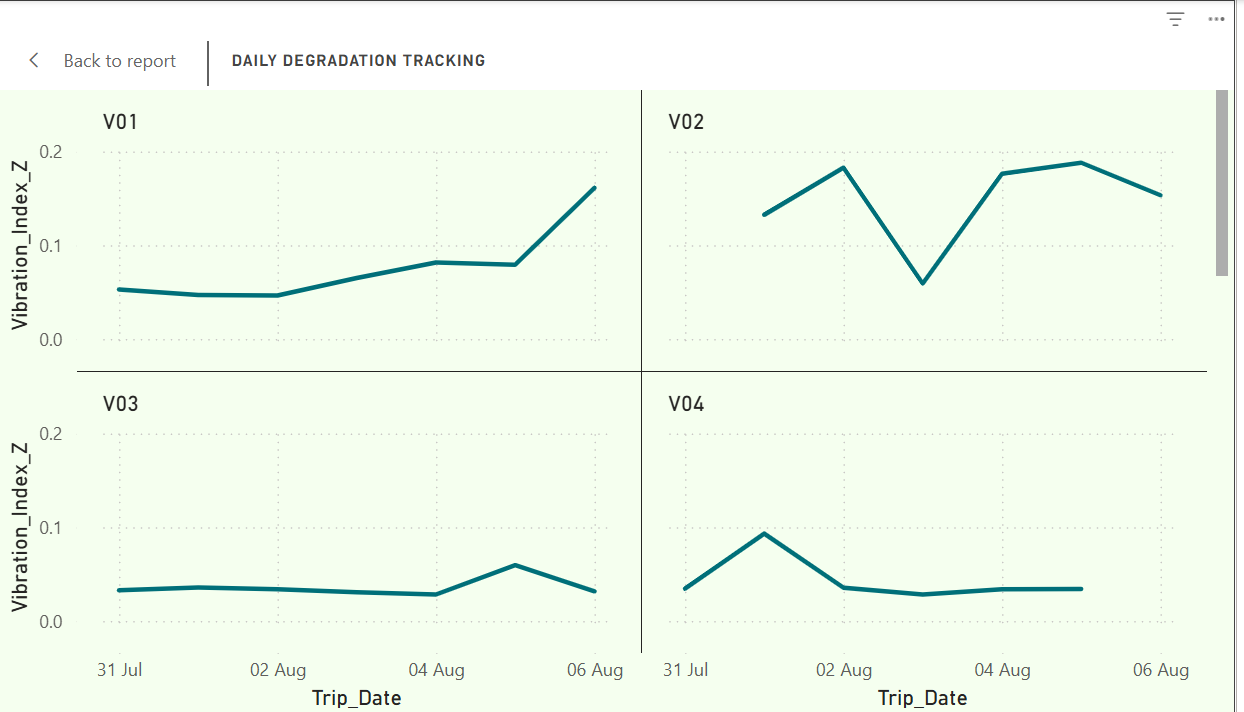 Back to report
DAILY DEGRADATION TRACKING
V01
V02
Vibration_Index_Z
0.2
0.1
0.0
V03
V04
Vibration_Index_Z
0.2
0.1
0.0
31 Jul 02 Aug 04 Aug 06 Aug
31 Jul 02 Aug 04 Aug 06 Aug
Trip_Date
Trip_Date